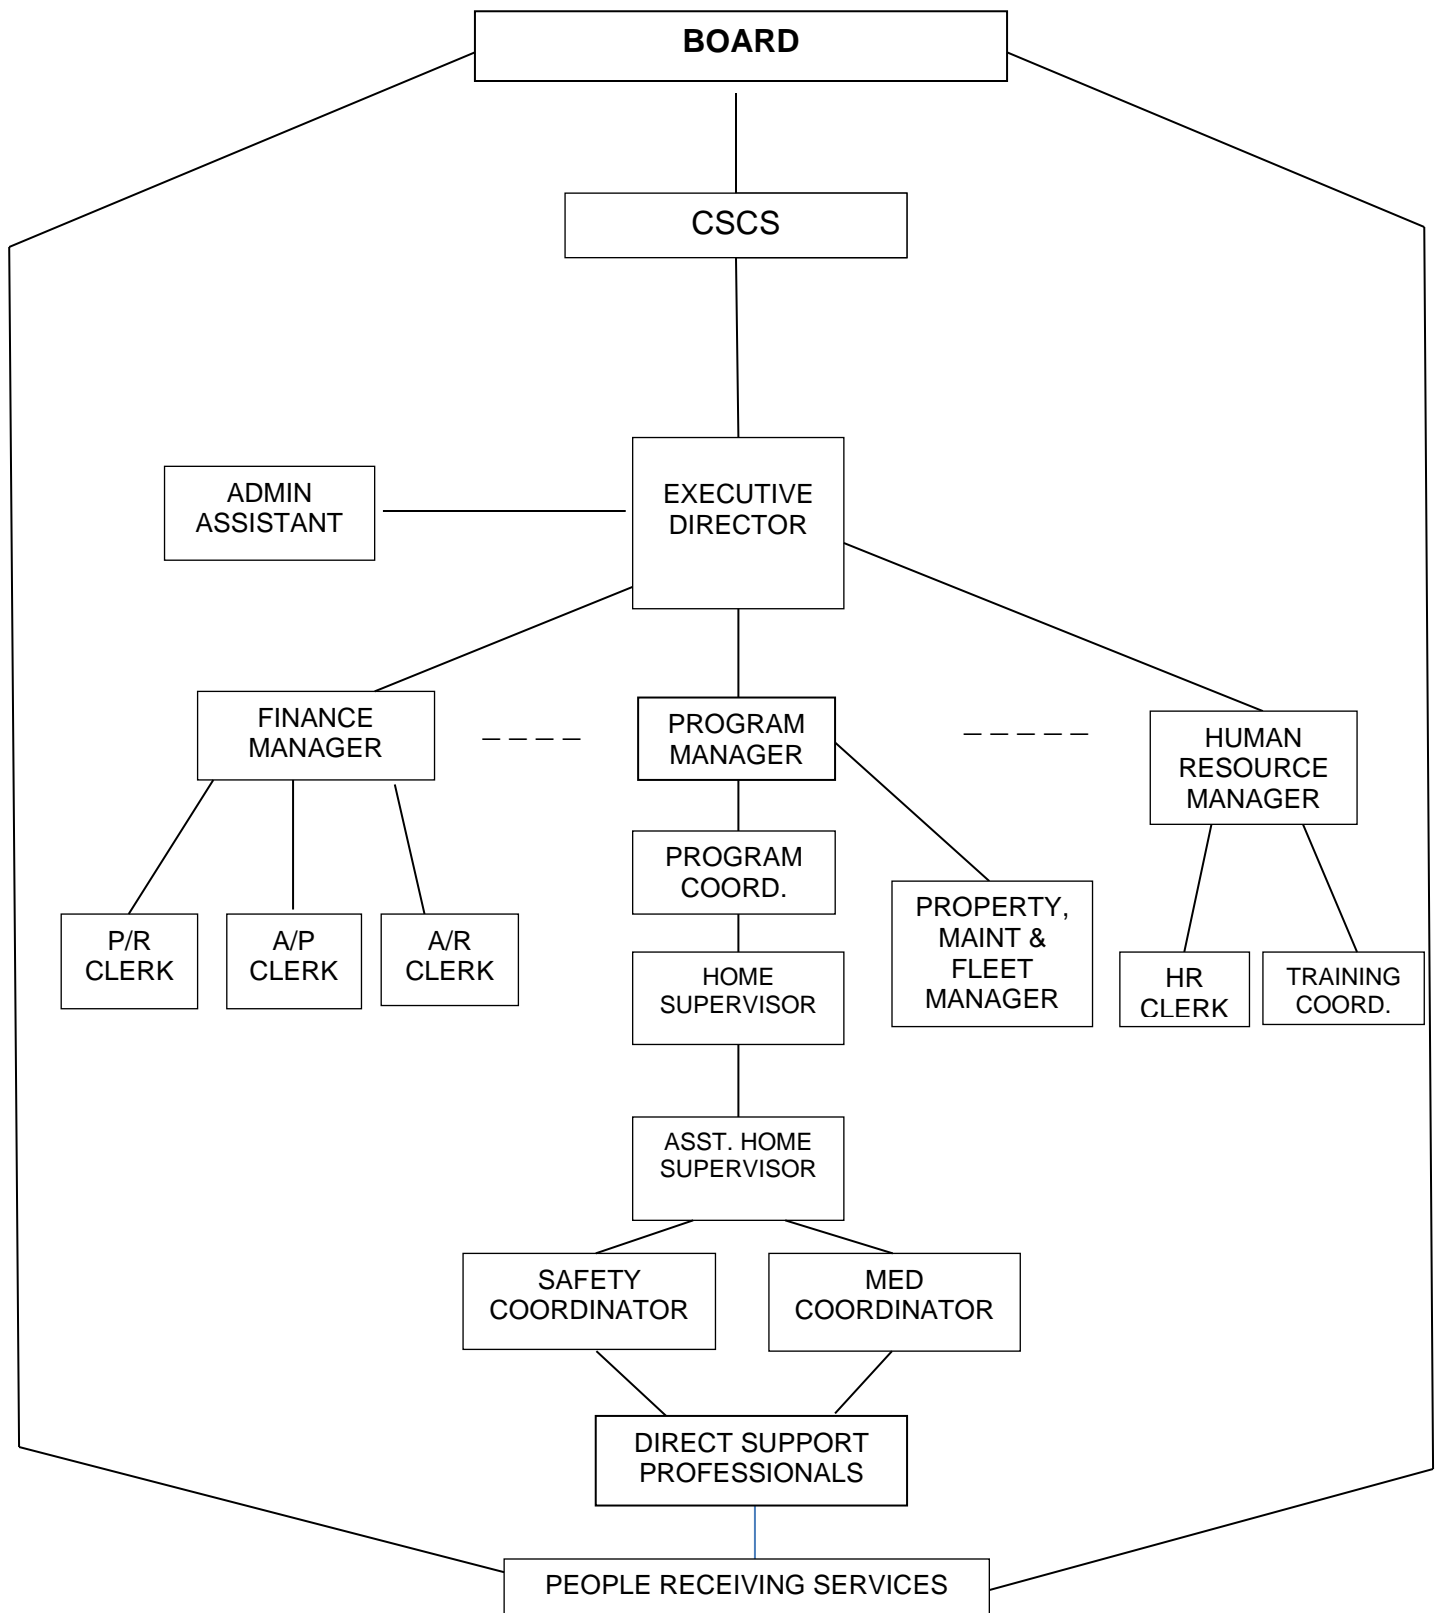 BOARD
CSCS
ADMIN
ASSISTANT
EXECUTIVE
DIRECTOR
FINANCE
MANAGER
PROGRAM
MANAGER
HUMAN
RESOURCE
MANAGER
PROGRAM
COORD.
PROPERTY,
MAINT &
FLEET
MANAGER
P/R
CLERK
A/P
CLERK
A/R
CLERK
HOME
SUPERVISOR
HR
CLERK
TRAINING
COORD.
ASST. HOME
SUPERVISOR
SAFETY
COORDINATOR
MED
COORDINATOR
DIRECT SUPPORT
PROFESSIONALS
PEOPLE RECEIVING SERVICES